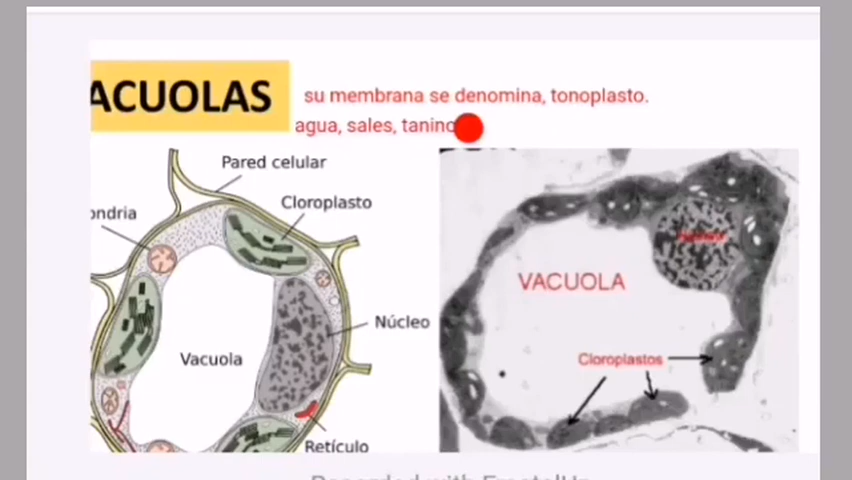 ACUOLAS
su membrana se denomina, tonoplasto.
agua, sales, tanino
Pared celular
Cloroplasto
ondria
Núcleo
Vacuola
Retículo
VACUOLA
Cloroplastos